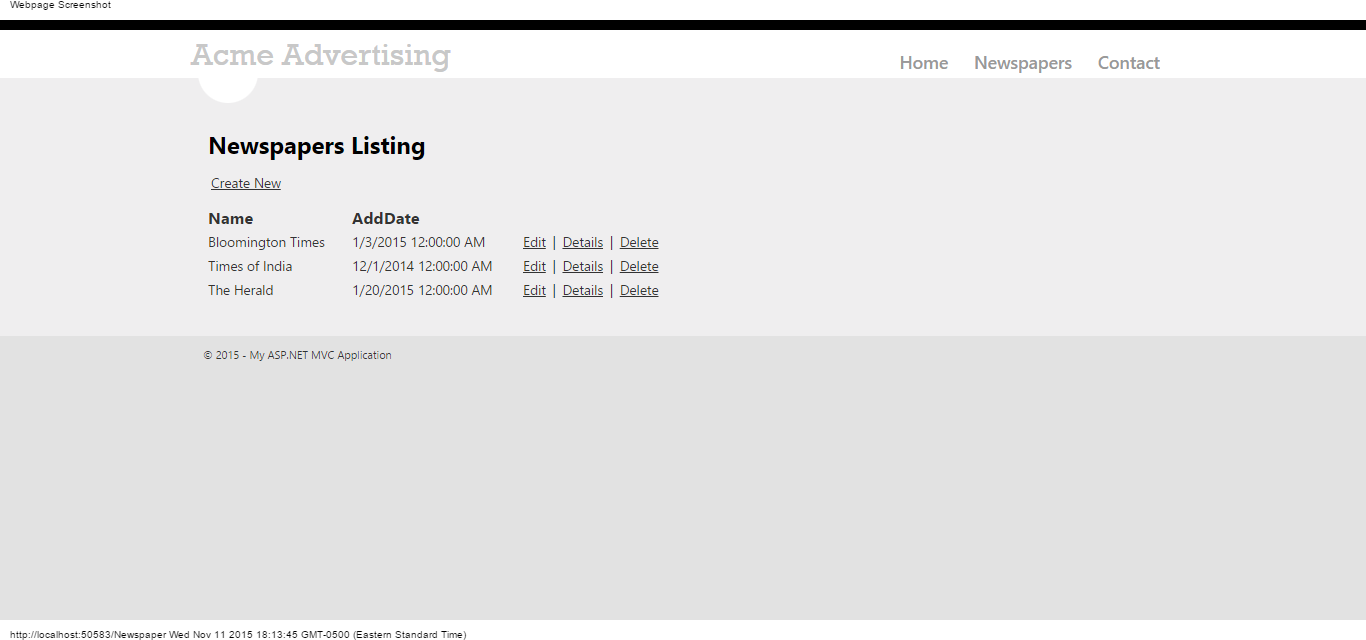 Webpage Screenshot
Acme Advertising
Home Newspapers Contact
Newspapers Listing
Create New
Name AddDate
Bloomington Times 1/3/2015 12:00:00 AM Edit | Details | Delete
Times of India 12/1/2014 12:00:00 AM Edit | Details | Delete
The Herald 1/20/2015 12:00:00 AM Edit | Details | Delete
© 2015 - My ASP.NET MVC Application
http://localhost:50583/Newspaper Wed Nov 11 2015 18:13:45 GMT-0500 (Eastern Standard Time)